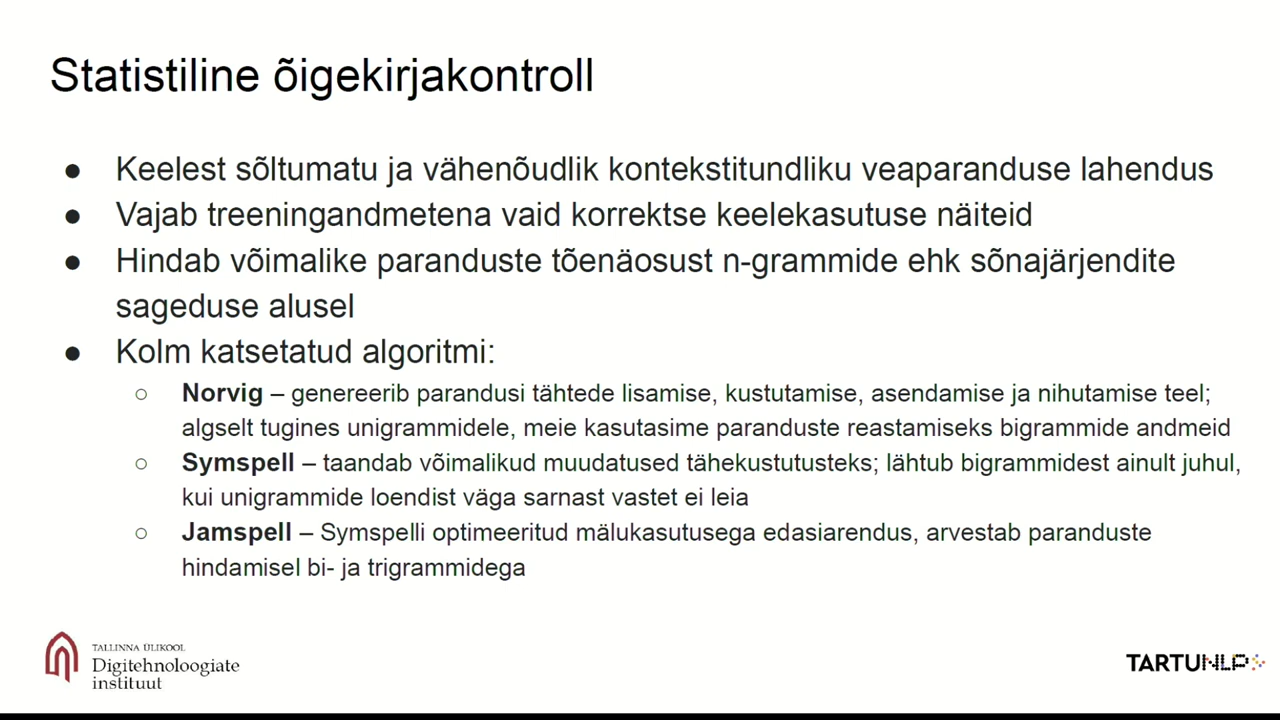 Statistiline õigekirjakontroll
● Keelest sõltumatu ja vähenõudlik kontekstitundliku veaparanduse lahendus
● Vajab treeningandmetena vaid korrektse keelekasutuse näiteid
● Hindab võimalike paranduste tõenäosust n-grammide ehk sõnajärjendite
sageduse alusel
● Kolm katsetatud algoritmi:
○ Norvig – genereerib parandusi tähtede lisamise, kustutamise, asendamise ja nihutamise teel;
algselt tugines unigrammidele, meie kasutasime paranduste reastamiseks bigrammide andmeid
○ Symspell – taandab võimalikud muudatused tähekustutusteks; lähtub bigrammidest ainult juhul,
kui unigrammide loendist väga sarnast vastet ei leia
○ Jamspell – Symspelli optimeeritud mälukasutusega edasiarendus, arvestab paranduste
hindamisel bi- ja trigrammidega
TALLINNA ÜLIKOOL
Digitehnoloogiate
instituut
TARTUNLP